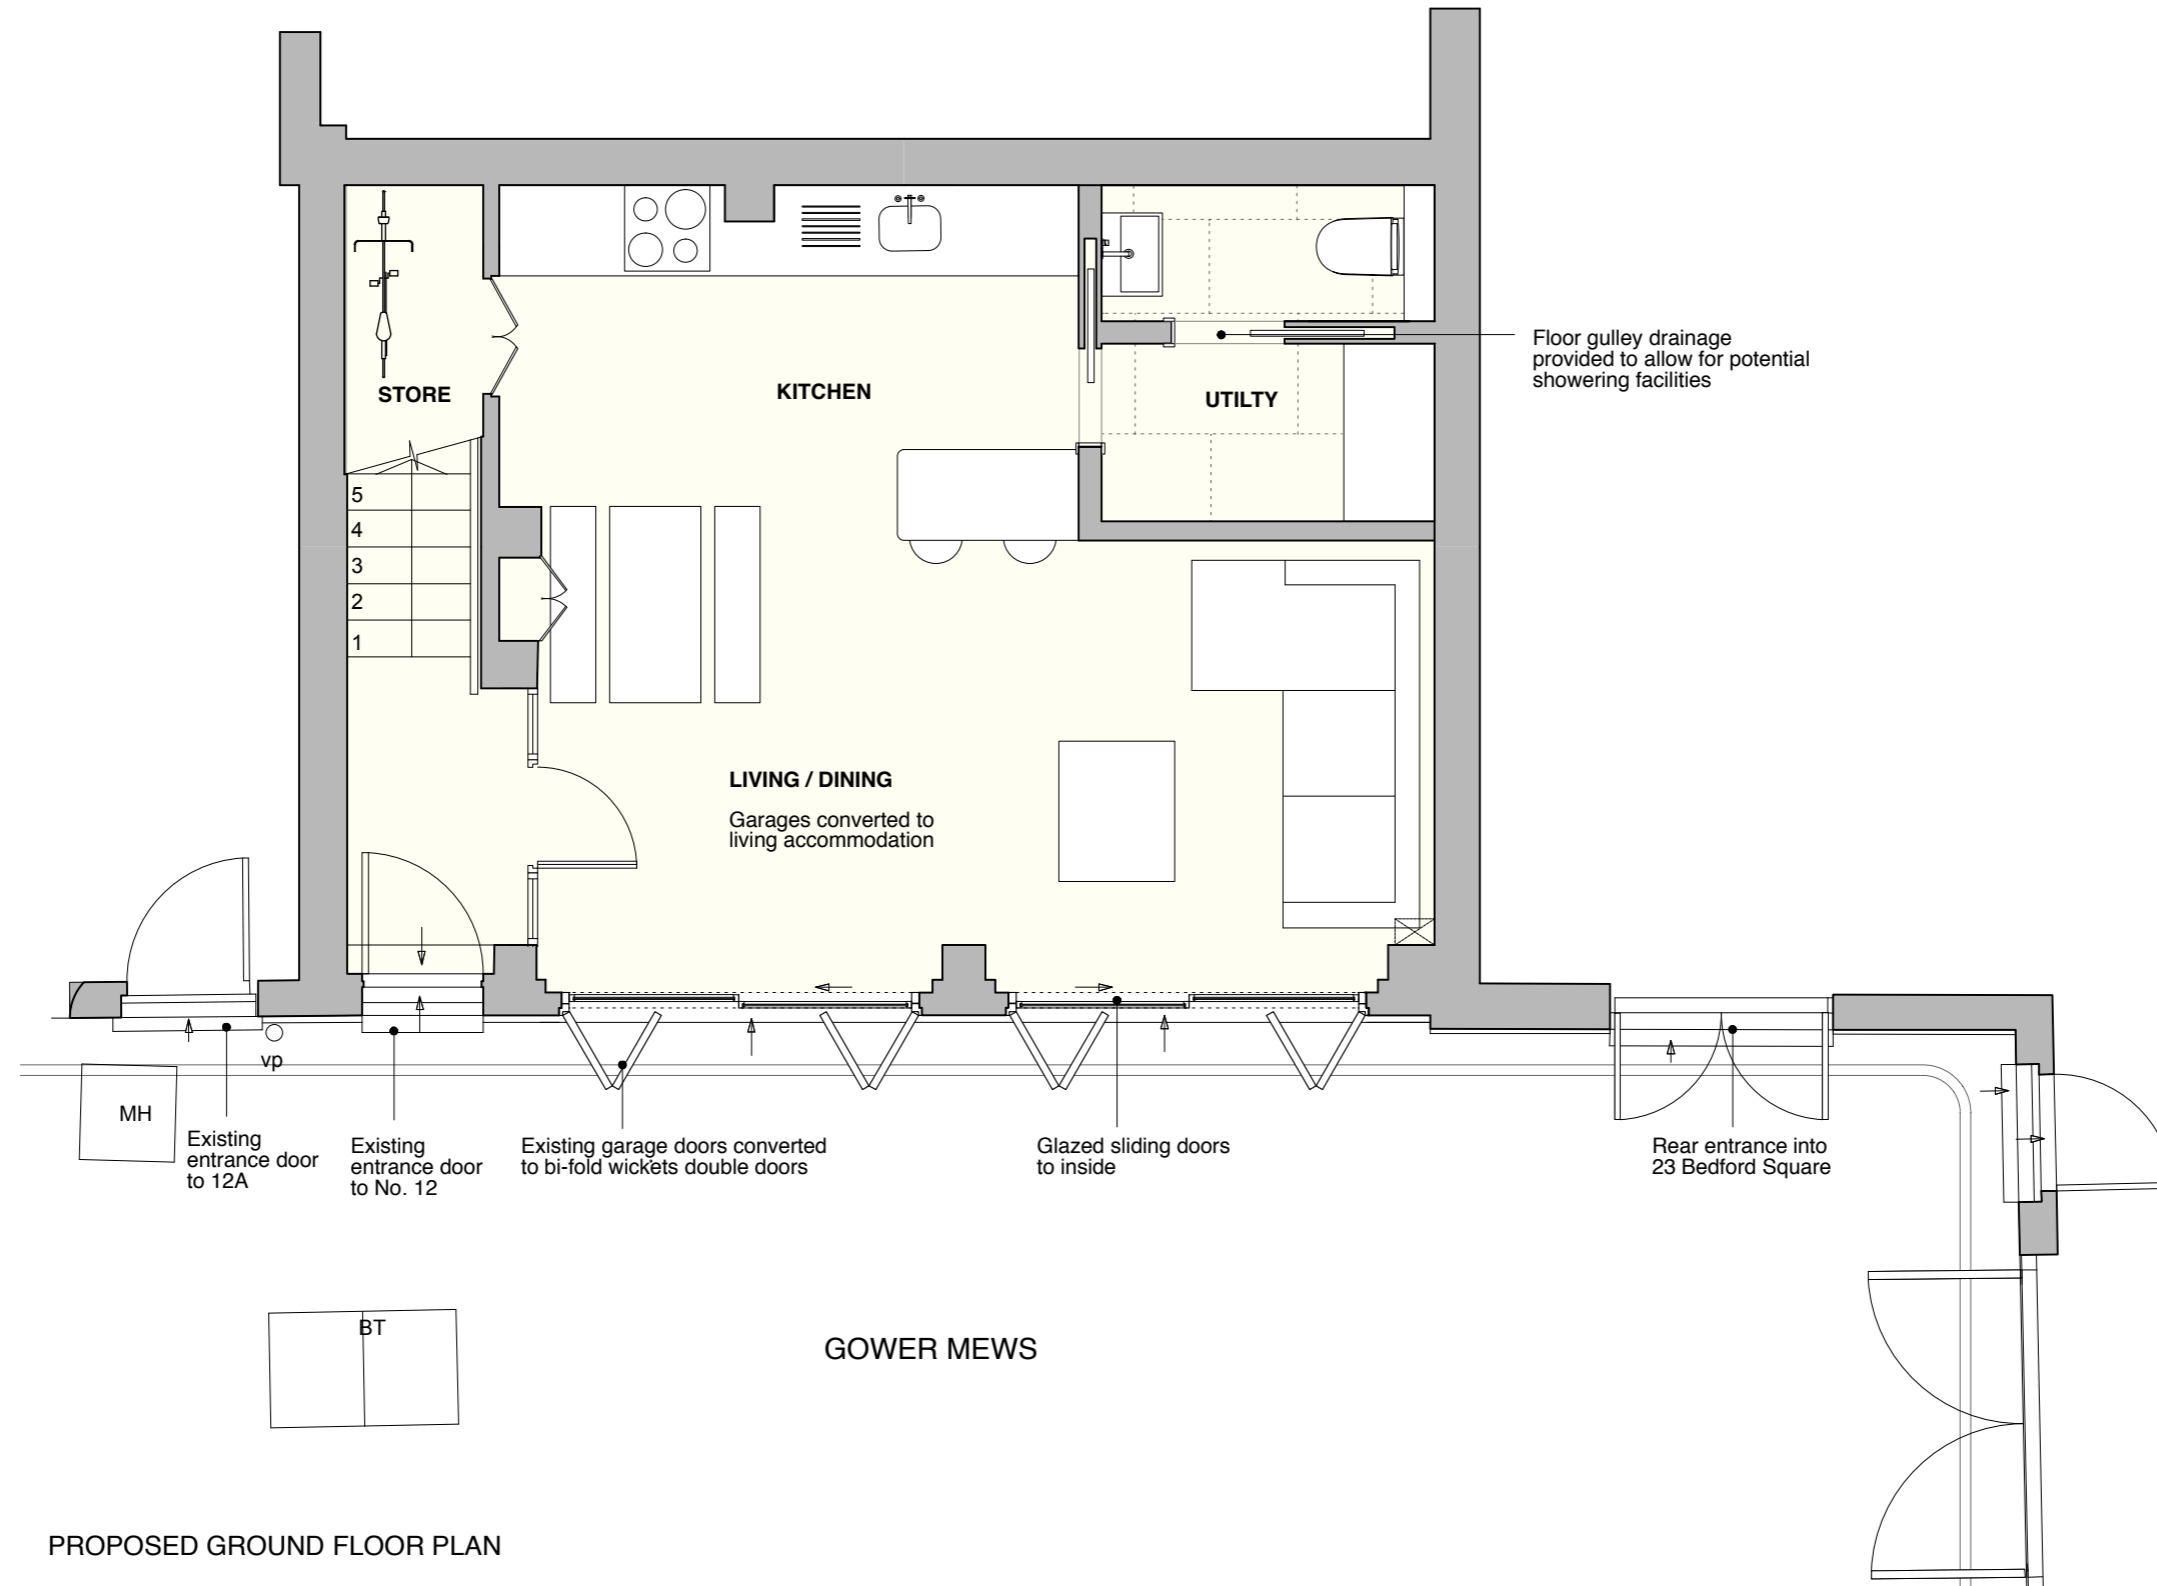 STORE
KITCHEN
UTILTY
Floor gulley drainage
provided to allow for potential
showering facilities
5
4
3
2
1
LIVING / DINING
Garages converted to
living accommodation
vp
MH
Existing
entrance door
to 12A
Existing
entrance door
to No. 12
Existing garage doors converted
to bi-fold wickets double doors
Glazed sliding doors
to inside
Rear entrance into
23 Bedford Square
BT
GOWER MEWS
PROPOSED GROUND FLOOR PLAN